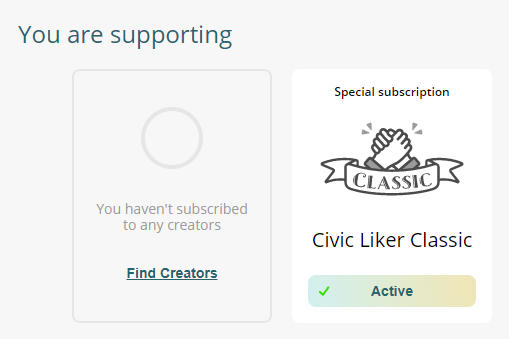 You are supporting
You haven't subscribed
to any creators
Find Creators
Special subscription
CLASSIC
Civic Liker Classic
Active